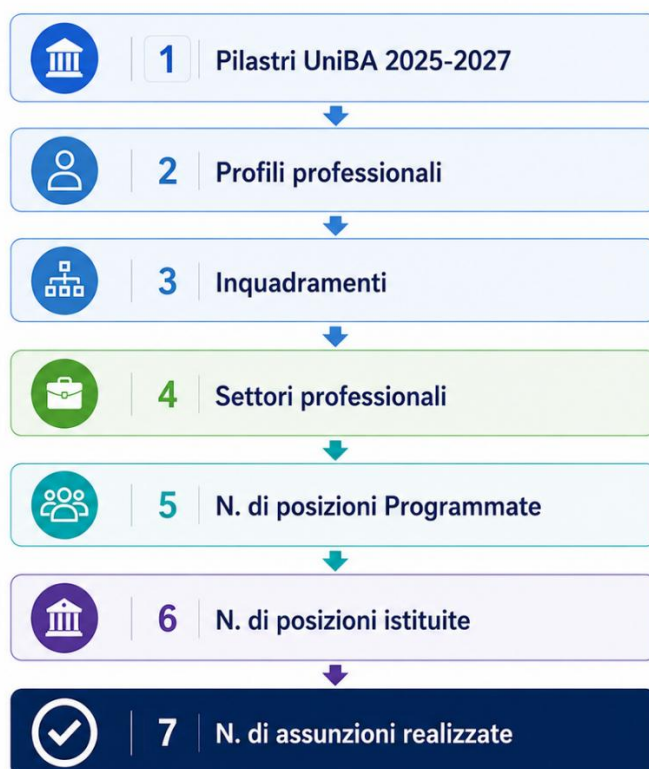 1 Pilastri UniBA 2025-2027
2 Profili professionali
3 Inquadramenti
4 Settori professionali
5 N. di posizioni Programmate
6 N. di posizioni istituite
7 N. di assunzioni realizzate